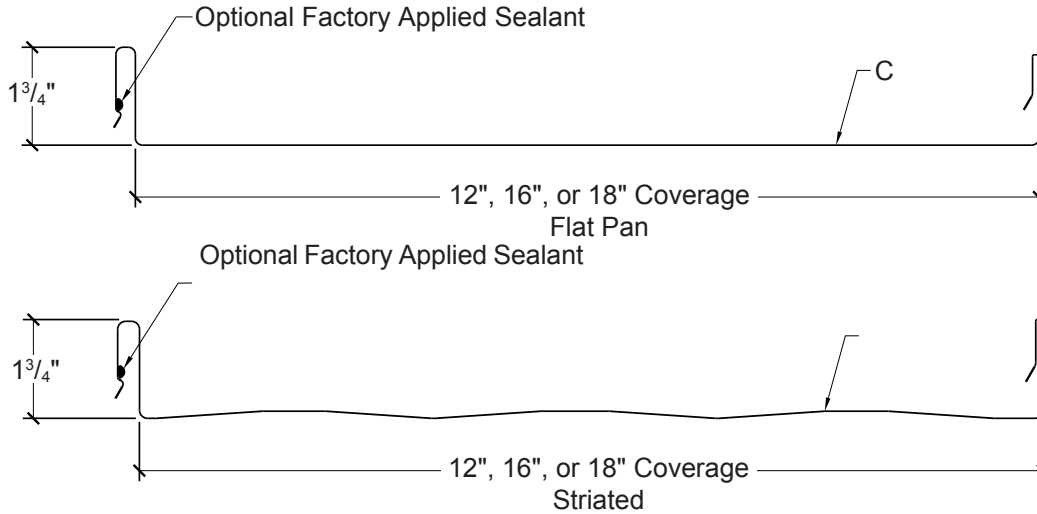 Optional Factory Applied Sealant
C
1 3/4"
12", 16", or 18" Coverage
Flat Pan
Optional Factory Applied Sealant
1 3/4"
12", 16", or 18" Coverage
Striated